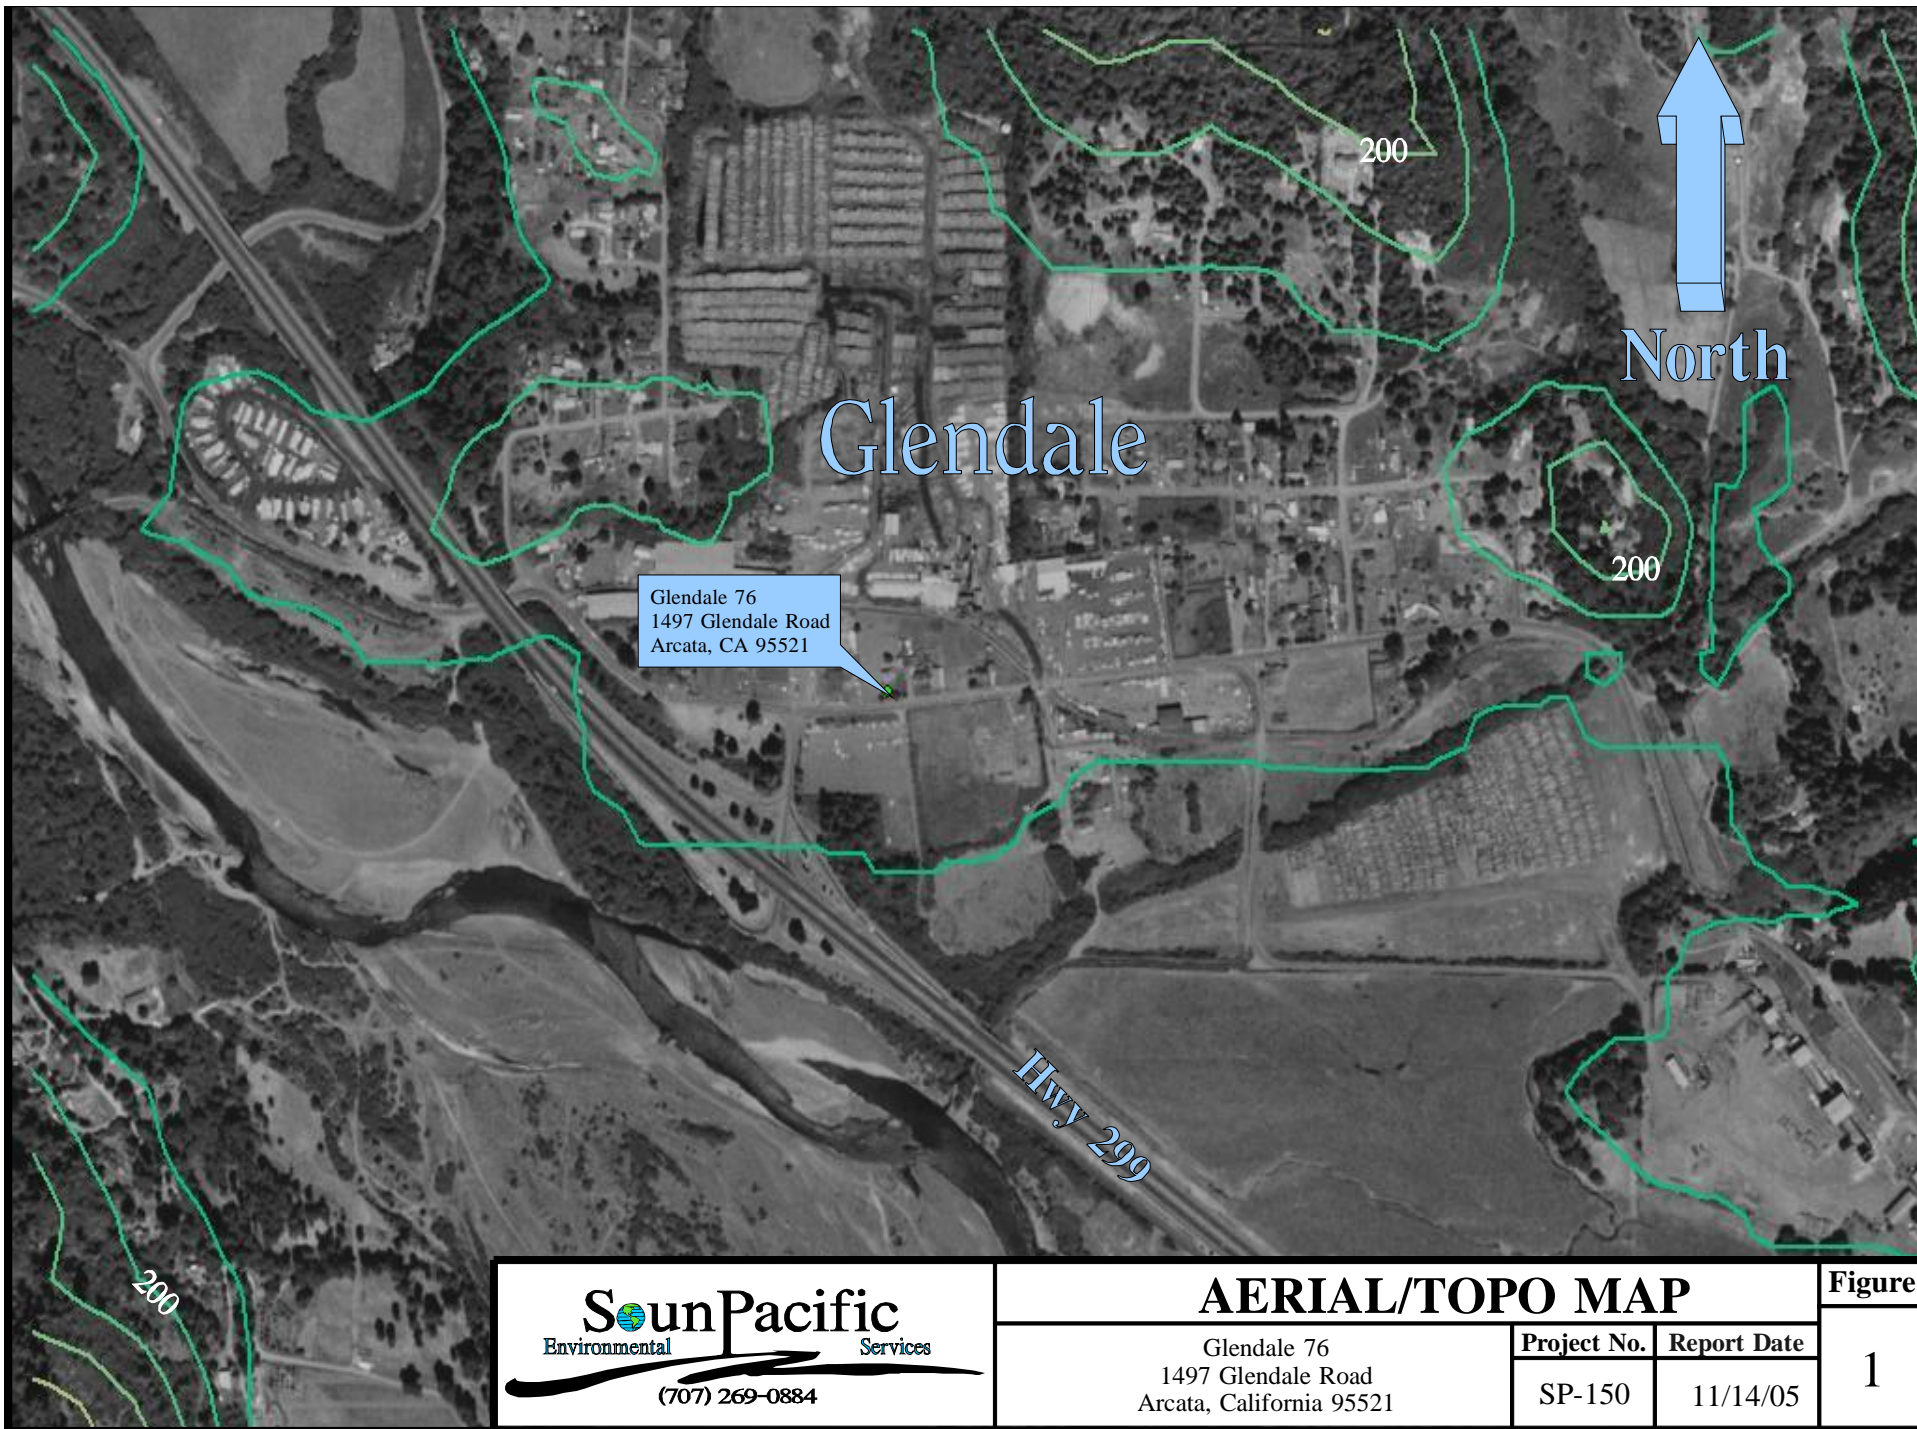 200
North
Glendale
200
Glendale 76
1497 Glendale Road
Arcata, CA 95521
Hwy 299
200
SounPacific
Environmental Services
(707) 269-0884
AERIAL/TOPO MAP
Glendale 76
1497 Glendale Road
Arcata, California 95521
Project No.
SP-150
Report Date
11/14/05
Figure
1